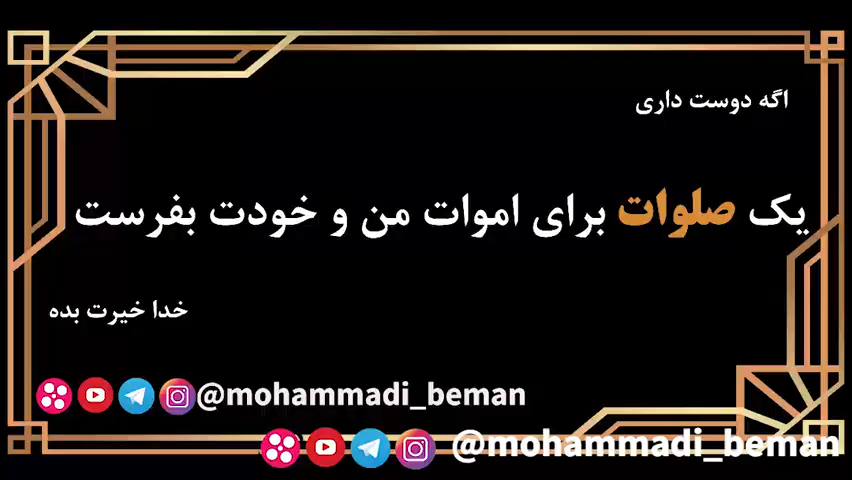 اگه دوست داری
یک صلوات برای اموات من و خودت بفرست
خدا خیرت بده
@mohammadi_beman
@mohammadi_beman